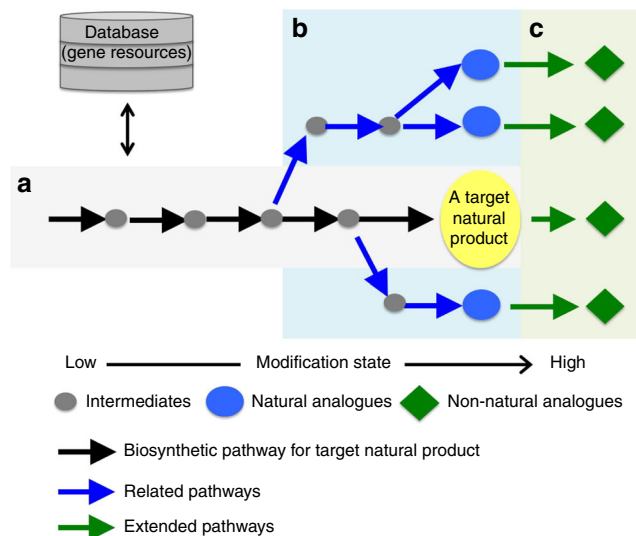 Database
(gene resources)
b
c
a
A target
natural
product
Low
Modification state
High
Intermediates
Natural analogues
Non-natural analogues
Biosynthetic pathway for target natural product
Related pathways
Extended pathways